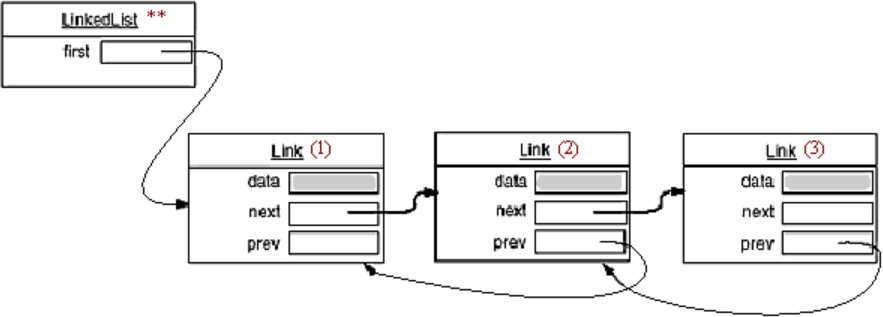 LinkedList **
first
Link (1)
data
next
prev
Link (2)
data
next
prev
Link (3)
data
next
prev